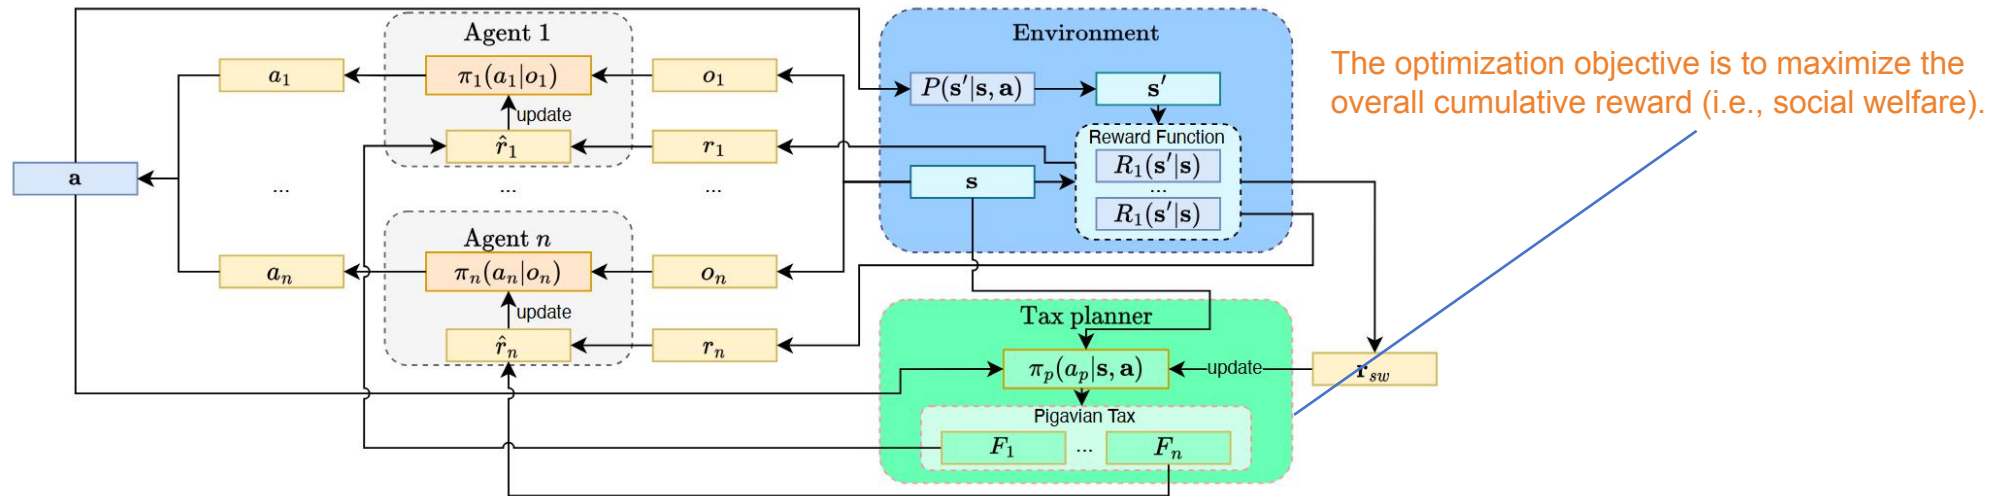 Agent 1
Environment
The optimization objective is to maximize the
overall cumulative reward (i.e., social welfare).
a₁
π₁(a₁|o₁)
o₁
P(s′|s, a)
s′
update
Reward Function
r̂₁
r₁
R₁(s′|s)
a
...
...
...
s
...
R₁(s′|s)
Agent n
aₙ
πₙ(aₙ|oₙ)
oₙ
update
Tax planner
r̂ₙ
rₙ
πₚ(aₚ|s, a)
update
r_sw
Pigavian Tax
F₁
...
Fₙ